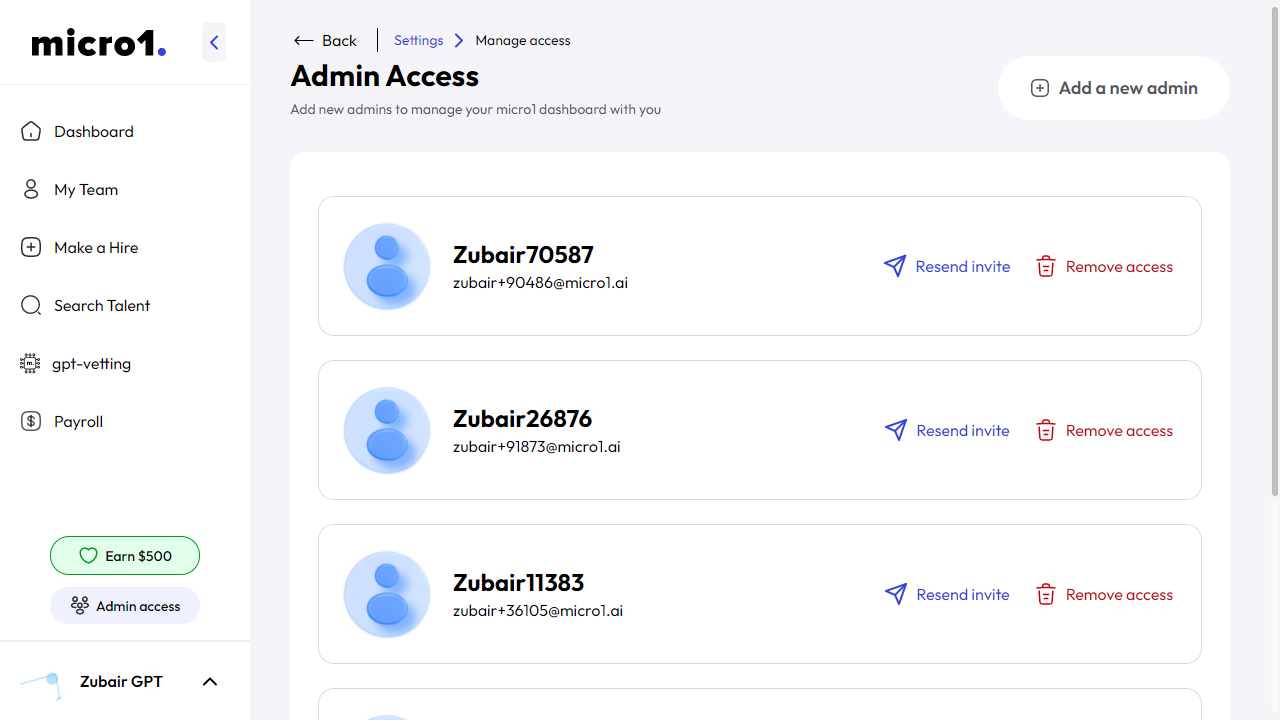 micro1.
Dashboard
My Team
Make a Hire
Search Talent
gpt-vetting
Payroll
Earn $500
Admin access
Zubair GPT
Back
Settings
Manage access
Admin Access
Add new admins to manage your micro1 dashboard with you
Add a new admin
Zubair70587
zubair+90486@micro1.ai
Resend invite
Remove access
Zubair26876
zubair+91873@micro1.ai
Resend invite
Remove access
Zubair11383
zubair+36105@micro1.ai
Resend invite
Remove access